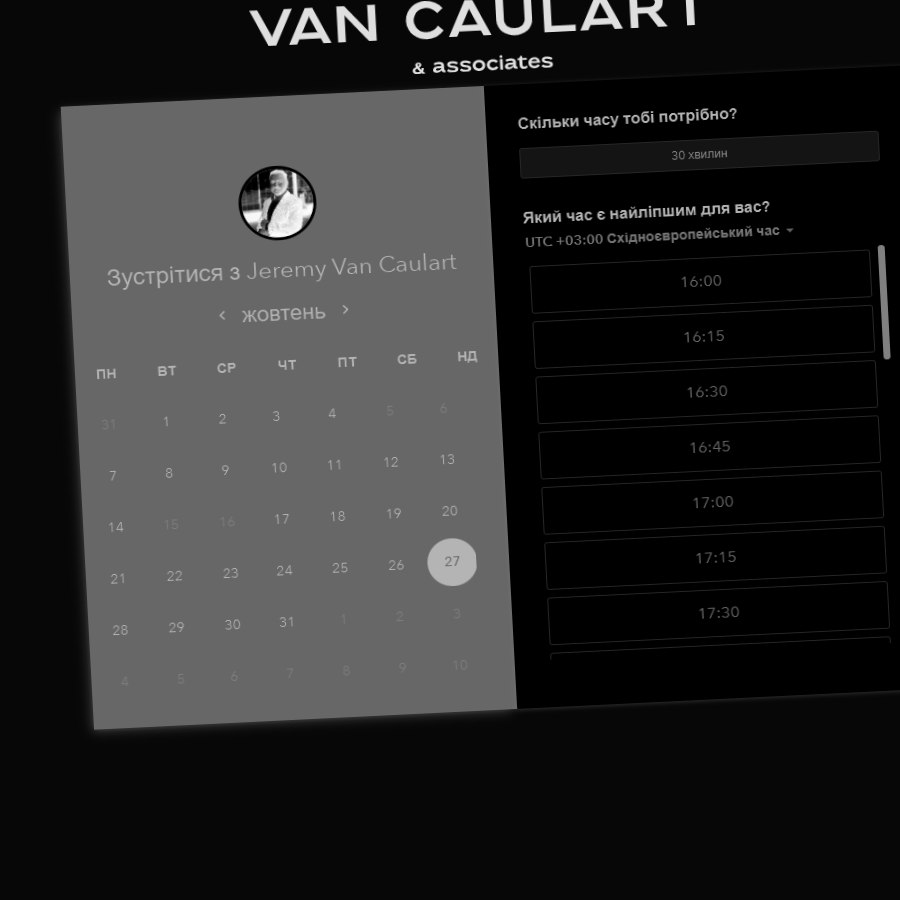 VAN CAULART
& associates
Зустрітися з Jeremy Van Caulart
‹ жовтень ›
ПН ВТ СР ЧТ ПТ СБ НД
31 1 2 3 4 5 6
7 8 9 10 11 12 13
14 15 16 17 18 19 20
21 22 23 24 25 26 27
28 29 30 31 1 2 3
4 5 6 7 8 9 10
Скільки часу тобі потрібно?
30 хвилин
Який час є найліпшим для вас?
UTC +03:00 Східноєвропейський час
16:00
16:15
16:30
16:45
17:00
17:15
17:30